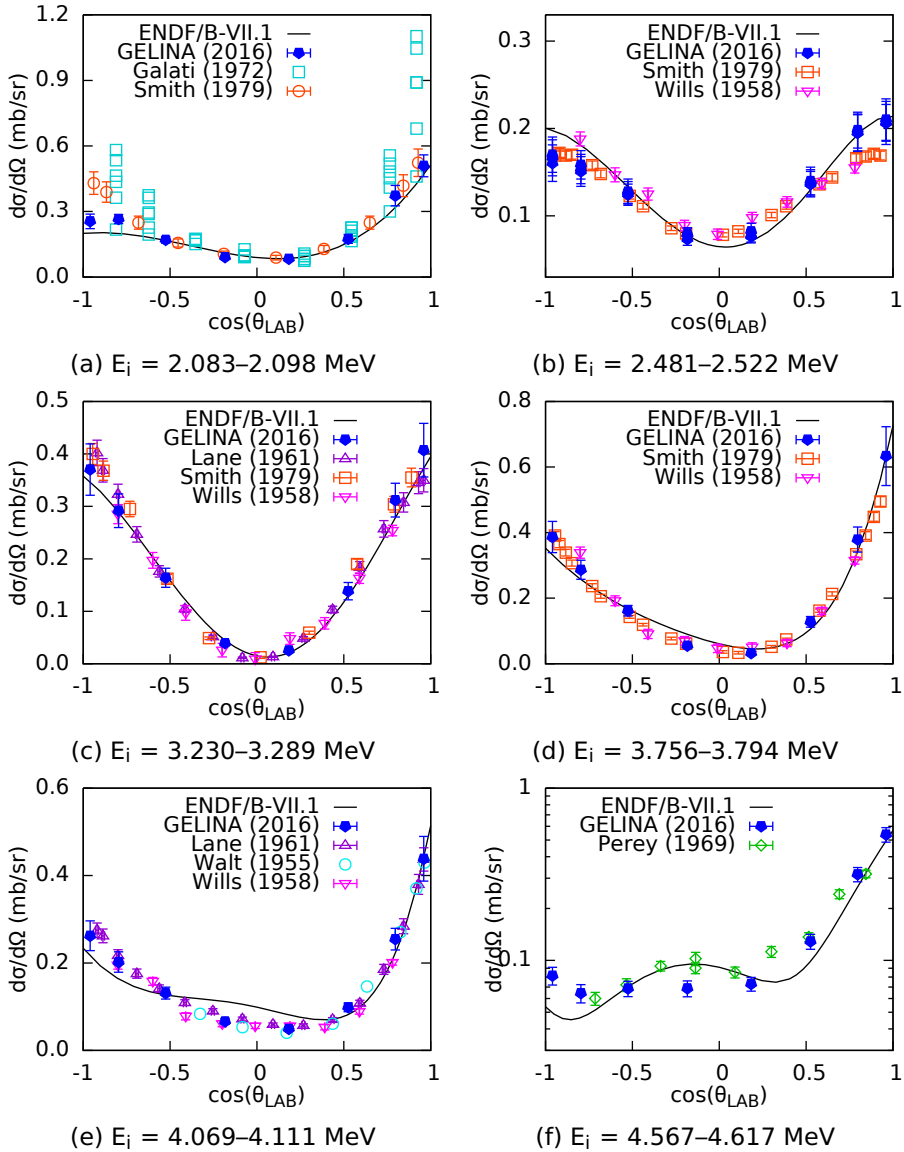 dσ/dΩ (mb/sr)
1.2
0.9
0.6
0.3
0.0
ENDF/B-VII.1
GELINA (2016)
Galati (1972)
Smith (1979)
-1
-0.5
0
0.5
1
cos(θLAB)
(a) Ei = 2.083–2.098 MeV
dσ/dΩ (mb/sr)
0.3
0.2
0.1
ENDF/B-VII.1
GELINA (2016)
Smith (1979)
Wills (1958)
-1
-0.5
0
0.5
1
cos(θLAB)
(b) Ei = 2.481–2.522 MeV
dσ/dΩ (mb/sr)
0.5
0.4
0.3
0.2
0.1
0.0
ENDF/B-VII.1
GELINA (2016)
Lane (1961)
Smith (1979)
Wills (1958)
-1
-0.5
0
0.5
1
cos(θLAB)
(c) Ei = 3.230–3.289 MeV
dσ/dΩ (mb/sr)
0.8
0.6
0.4
0.2
0.0
ENDF/B-VII.1
GELINA (2016)
Smith (1979)
Wills (1958)
-1
-0.5
0
0.5
1
cos(θLAB)
(d) Ei = 3.756–3.794 MeV
dσ/dΩ (mb/sr)
0.6
0.4
0.2
0.0
ENDF/B-VII.1
GELINA (2016)
Lane (1961)
Walt (1955)
Wills (1958)
-1
-0.5
0
0.5
1
cos(θLAB)
(e) Ei = 4.069–4.111 MeV
dσ/dΩ (mb/sr)
1
0.1
ENDF/B-VII.1
GELINA (2016)
Perey (1969)
-1
-0.5
0
0.5
1
cos(θLAB)
(f) Ei = 4.567–4.617 MeV